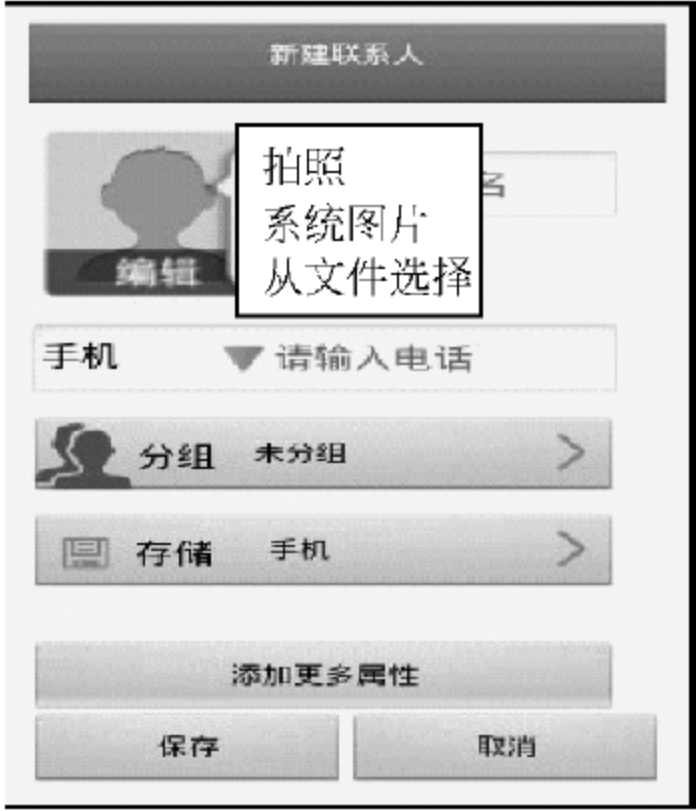 新建联系人
拍照
系统图片
从文件选择
名
编辑
手机 请输入电话
分组 未分组
存储 手机
添加更多属性
保存 取消